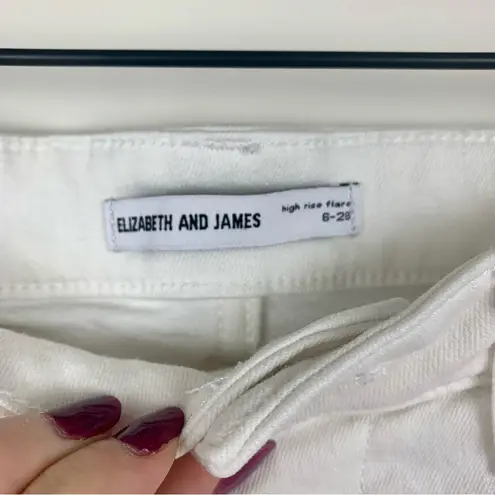 ELIZABETH AND JAMES
high rise flare
6-28